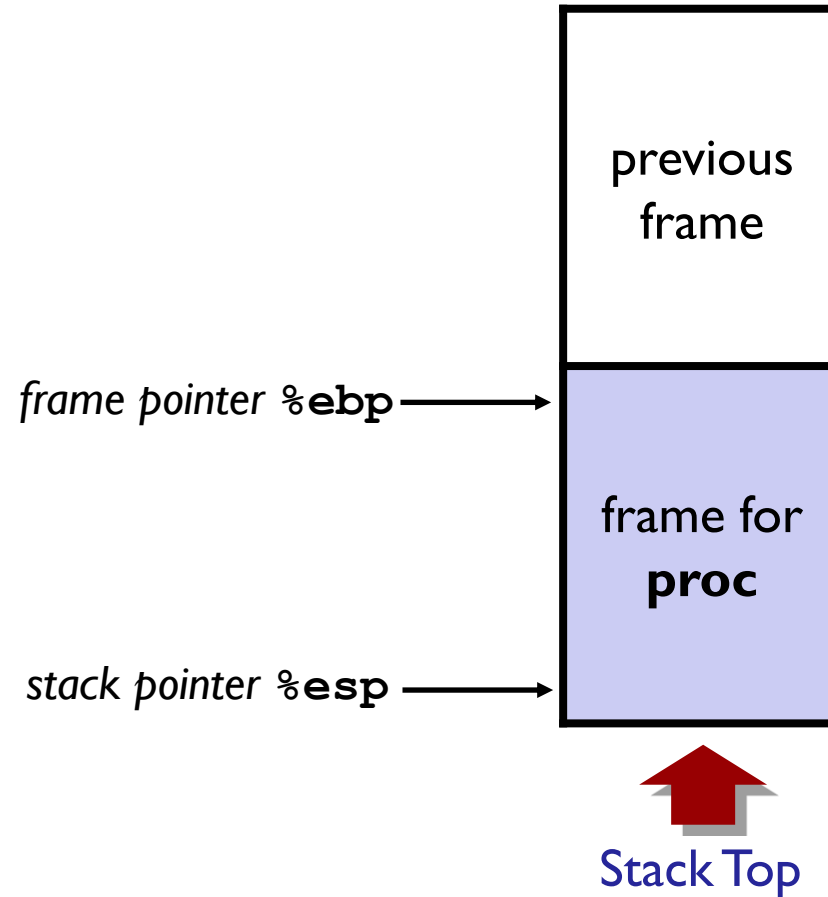 previous
frame
frame pointer %ebp
frame for
proc
stack pointer %esp
Stack Top